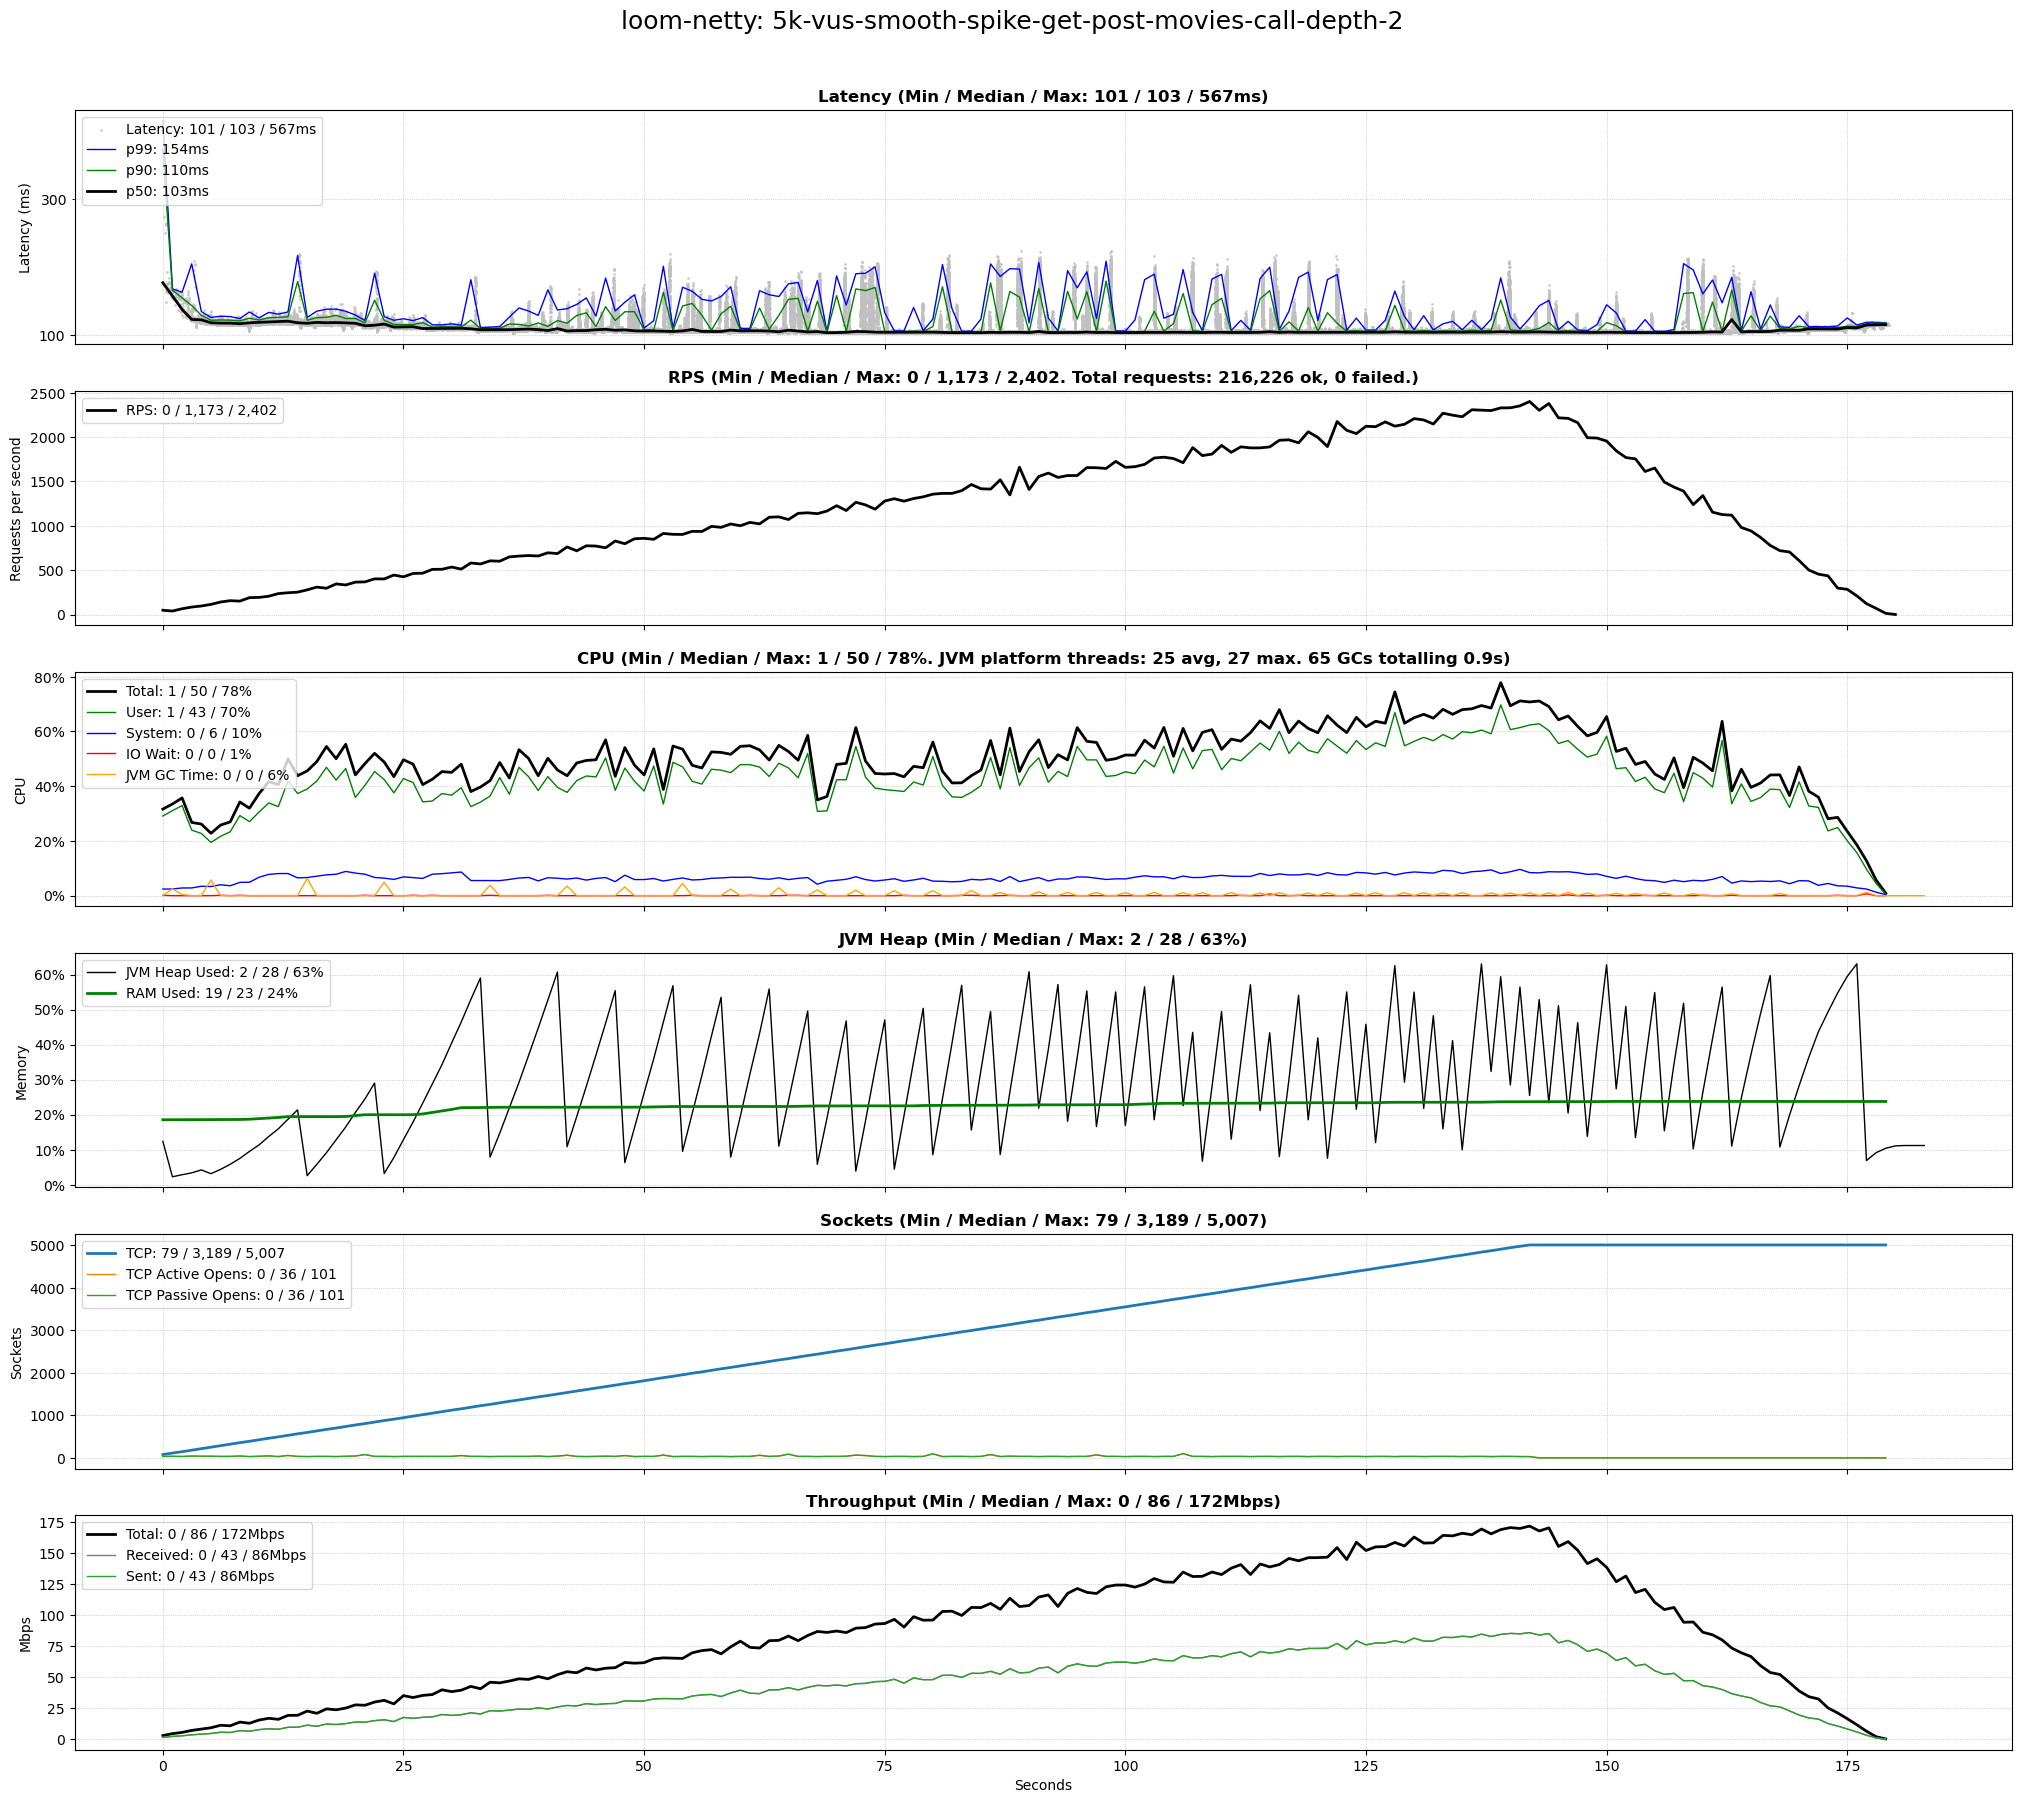 loom-netty: 5k-vus-smooth-spike-get-post-movies-call-depth-2
Latency (Min / Median / Max: 101 / 103 / 567ms)
Latency: 101 / 103 / 567ms
p99: 154ms
p90: 110ms
p50: 103ms
Latency (ms)
300
100
RPS (Min / Median / Max: 0 / 1,173 / 2,402. Total requests: 216,226 ok, 0 failed.)
RPS: 0 / 1,173 / 2,402
Requests per second
2500
2000
1500
1000
500
0
CPU (Min / Median / Max: 1 / 50 / 78%. JVM platform threads: 25 avg, 27 max. 65 GCs totalling 0.9s)
Total: 1 / 50 / 78%
User: 1 / 43 / 70%
System: 0 / 6 / 10%
IO Wait: 0 / 0 / 1%
JVM GC Time: 0 / 0 / 6%
CPU
80%
60%
40%
20%
0%
JVM Heap (Min / Median / Max: 2 / 28 / 63%)
JVM Heap Used: 2 / 28 / 63%
RAM Used: 19 / 23 / 24%
Memory
60%
50%
40%
30%
20%
10%
0%
Sockets (Min / Median / Max: 79 / 3,189 / 5,007)
TCP: 79 / 3,189 / 5,007
TCP Active Opens: 0 / 36 / 101
TCP Passive Opens: 0 / 36 / 101
Sockets
5000
4000
3000
2000
1000
0
Throughput (Min / Median / Max: 0 / 86 / 172Mbps)
Total: 0 / 86 / 172Mbps
Received: 0 / 43 / 86Mbps
Sent: 0 / 43 / 86Mbps
Mbps
175
150
125
100
75
50
25
0
0 25 50 75 100 125 150 175
Seconds